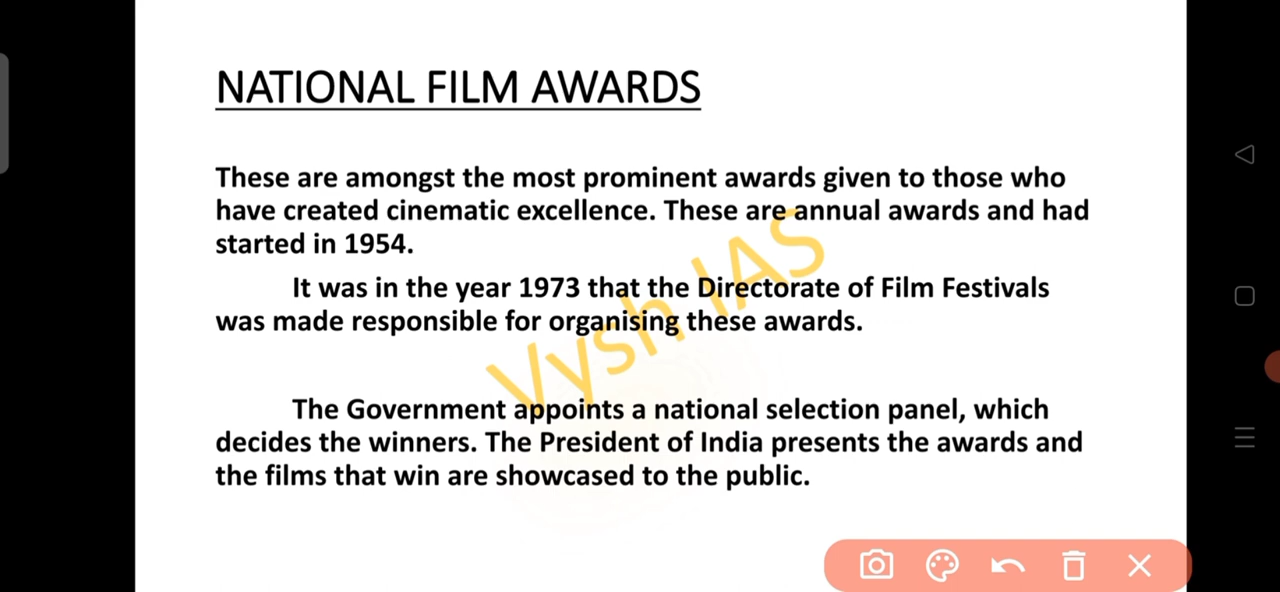 NATIONAL FILM AWARDS
These are amongst the most prominent awards given to those who
have created cinematic excellence. These are annual awards and had
started in 1954.
It was in the year 1973 that the Directorate of Film Festivals
was made responsible for organising these awards.
Vysh IAS
The Government appoints a national selection panel, which
decides the winners. The President of India presents the awards and
the films that win are showcased to the public.